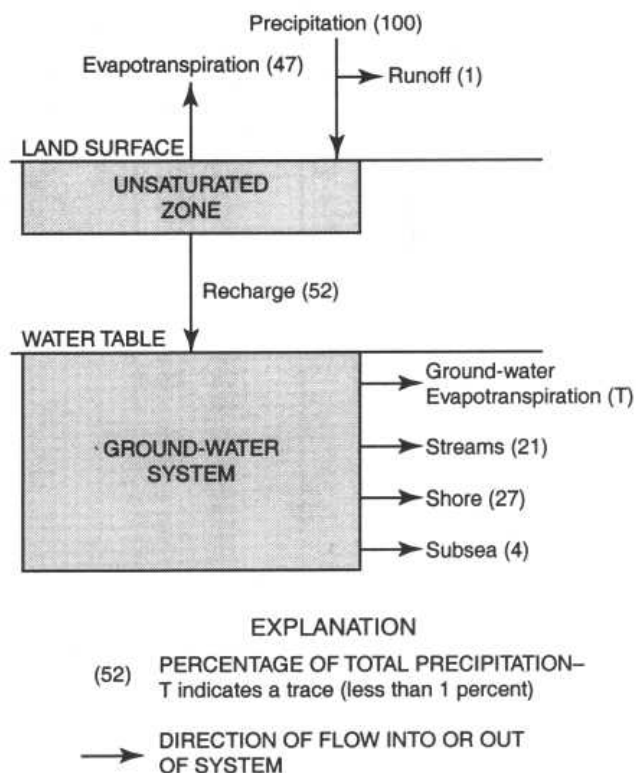 Precipitation (100)
Evapotranspiration (47)
Runoff (1)
LAND SURFACE
UNSATURATED
ZONE
Recharge (52)
WATER TABLE
Ground-water
Evapotranspiration (T)
GROUND-WATER
SYSTEM
Streams (21)
Shore (27)
Subsea (4)
EXPLANATION
(52) PERCENTAGE OF TOTAL PRECIPITATION–
T indicates a trace (less than 1 percent)
DIRECTION OF FLOW INTO OR OUT
OF SYSTEM